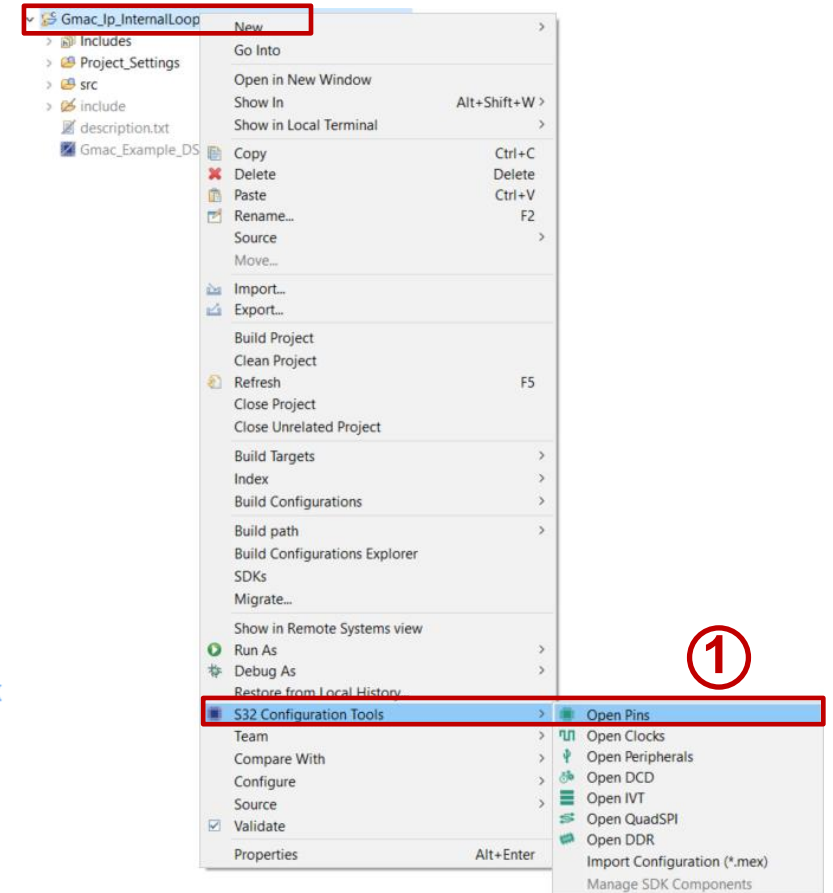 Gmac_Ip_InternalLoop
Includes
Project_Settings
src
include
description.txt
Gmac_Example_DS
New
Go Into
Open in New Window
Show In Alt+Shift+W
Show in Local Terminal
Copy Ctrl+C
Delete Delete
Paste Ctrl+V
Rename... F2
Source
Move...
Import...
Export...
Build Project
Clean Project
Refresh F5
Close Project
Close Unrelated Project
Build Targets
Index
Build Configurations
Build path
Build Configurations Explorer
SDKs
Migrate...
Show in Remote Systems view
Run As
Debug As
Restore from Local History...
S32 Configuration Tools
Team
Compare With
Configure
Source
Validate
Properties Alt+Enter
1
Open Pins
Open Clocks
Open Peripherals
Open DCD
Open IVT
Open QuadSPI
Open DDR
Import Configuration (*.mex)
Manage SDK Components